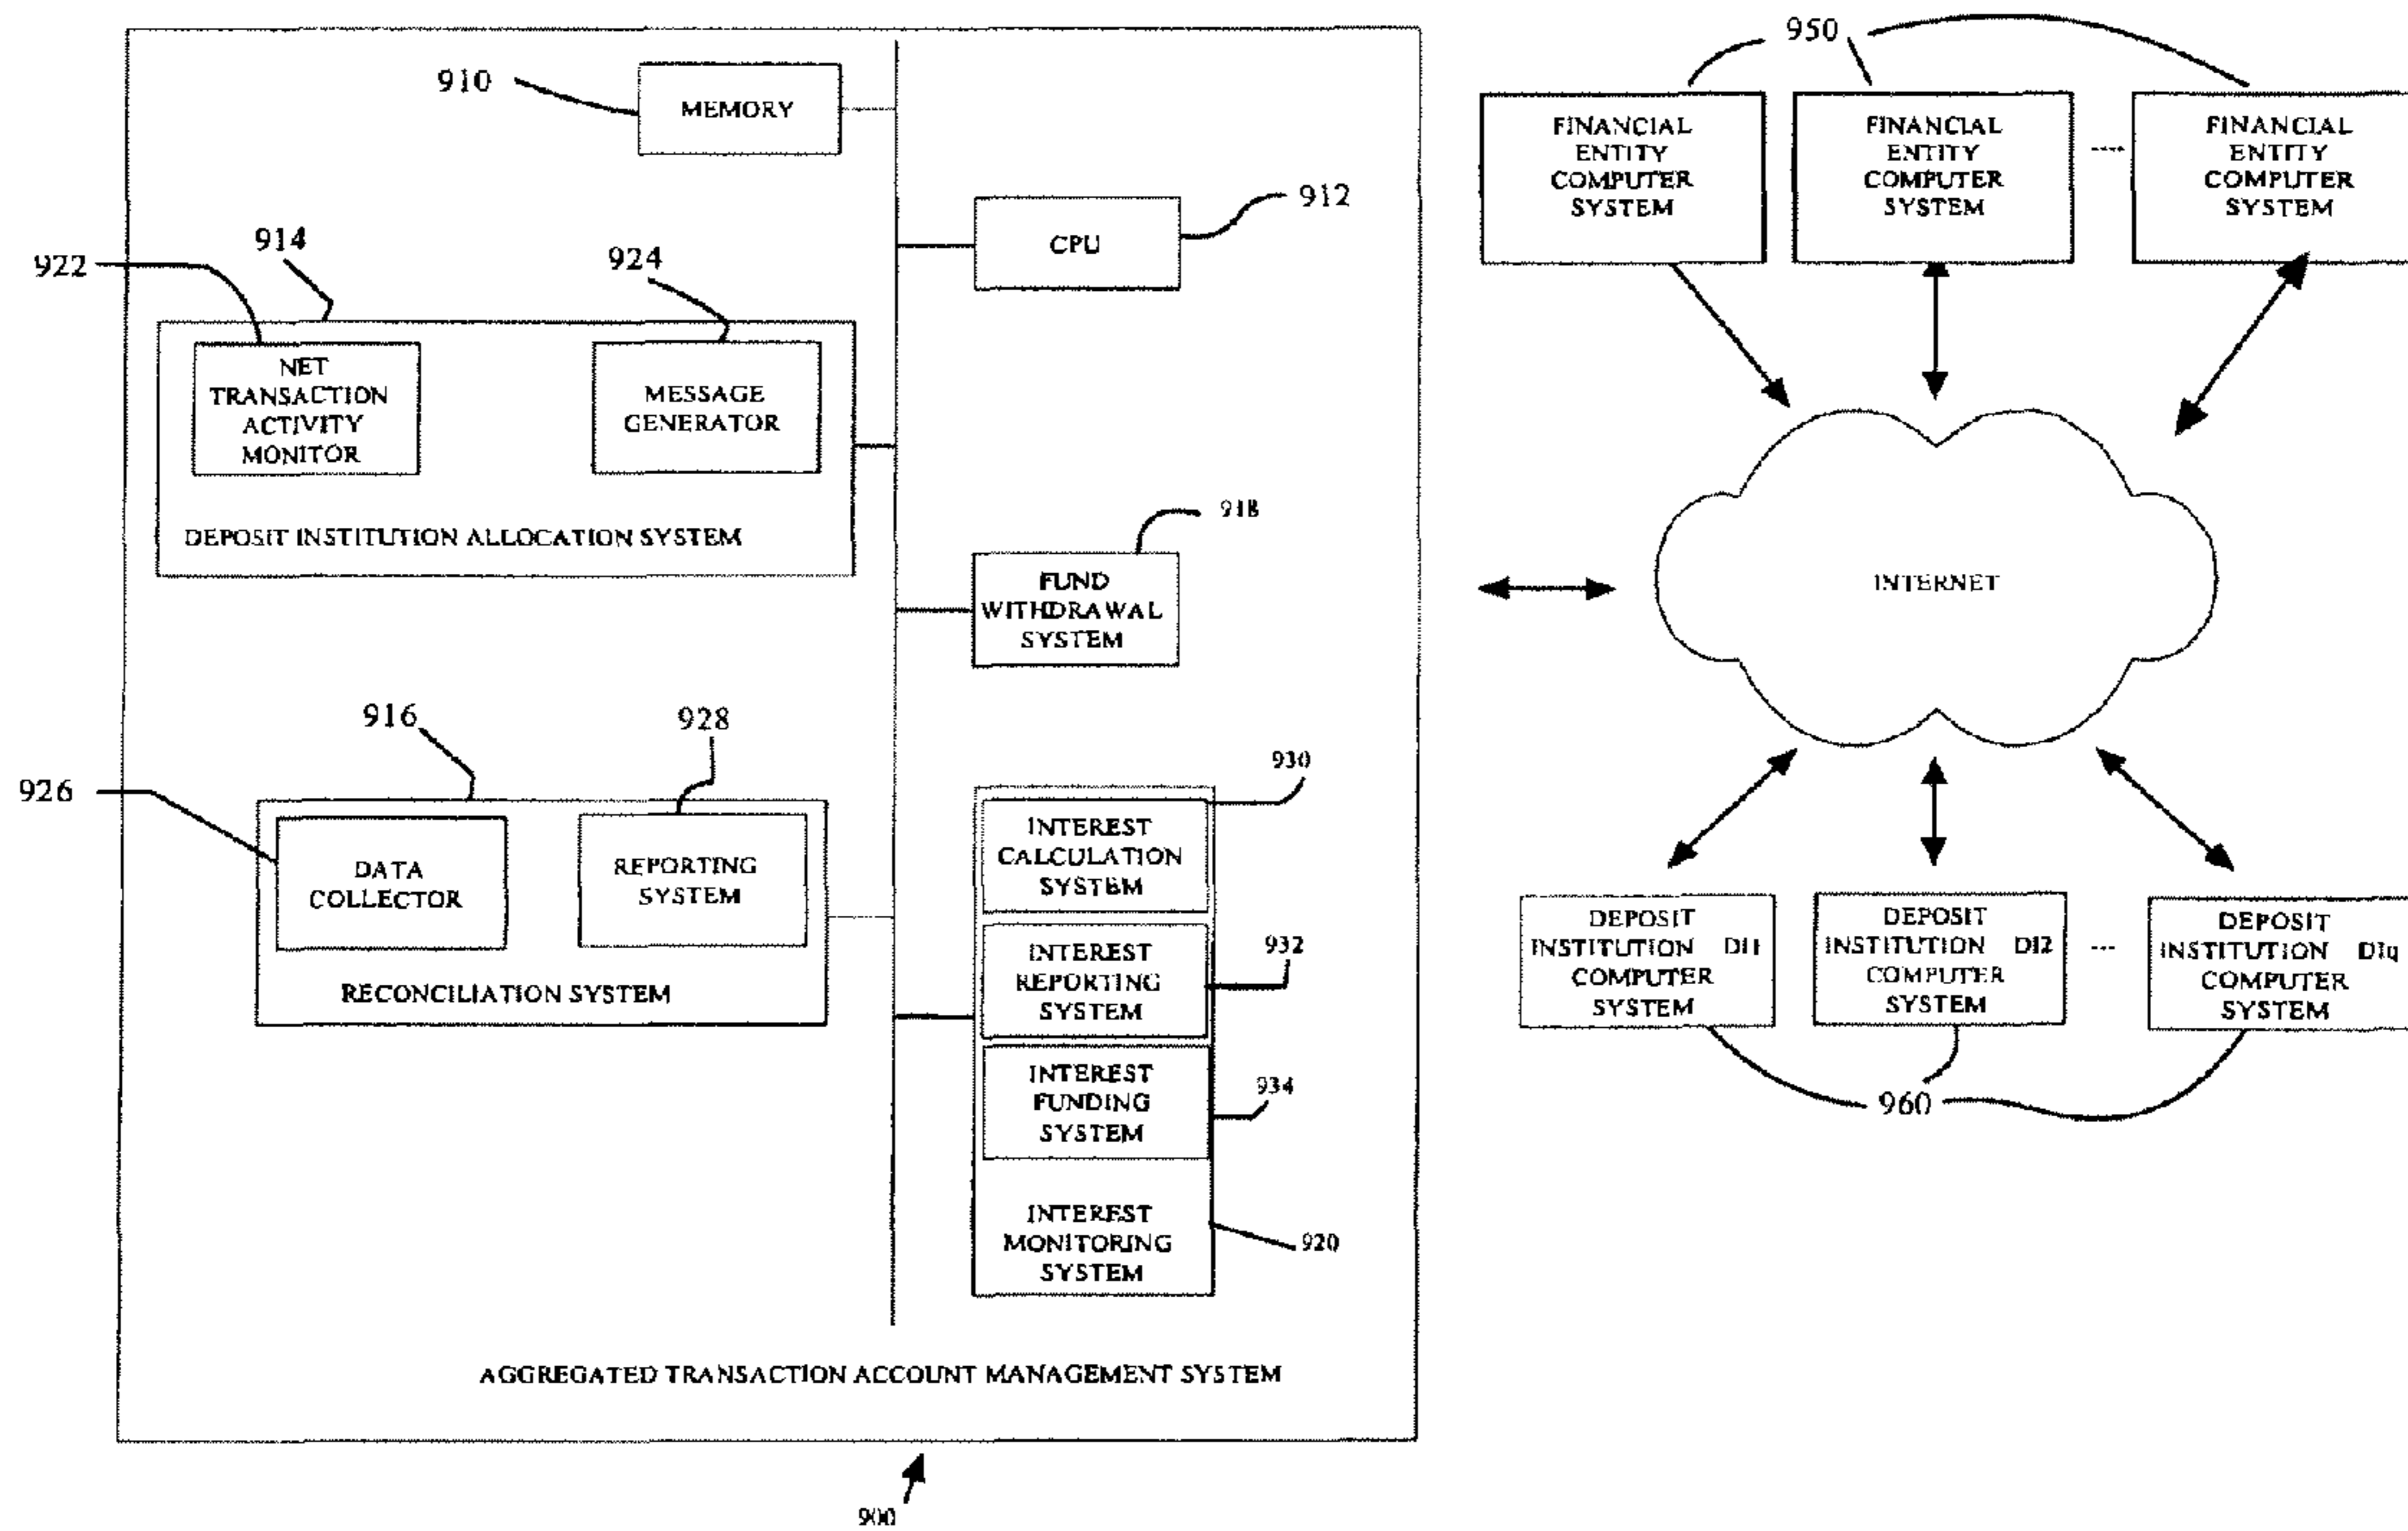 910
MEMORY
912
CPU
922
914
924
NET
TRANSACTION
ACTIVITY
MONITOR
MESSAGE
GENERATOR
DEPOSIT INSTITUTION ALLOCATION SYSTEM
918
FUND
WITHDRAWAL
SYSTEM
916
928
926
DATA
COLLECTOR
REPORTING
SYSTEM
RECONCILIATION SYSTEM
930
INTEREST
CALCULATION
SYSTEM
932
INTEREST
REPORTING
SYSTEM
934
INTEREST
FUNDING
SYSTEM
INTEREST
MONITORING
SYSTEM
920
AGGREGATED TRANSACTION ACCOUNT MANAGEMENT SYSTEM
900
950
FINANCIAL
ENTITY
COMPUTER
SYSTEM
FINANCIAL
ENTITY
COMPUTER
SYSTEM
----
FINANCIAL
ENTITY
COMPUTER
SYSTEM
INTERNET
DEPOSIT
INSTITUTION DI1
COMPUTER
SYSTEM
DEPOSIT
INSTITUTION DI2
COMPUTER
SYSTEM
---
DEPOSIT
INSTITUTION DIq
COMPUTER
SYSTEM
960